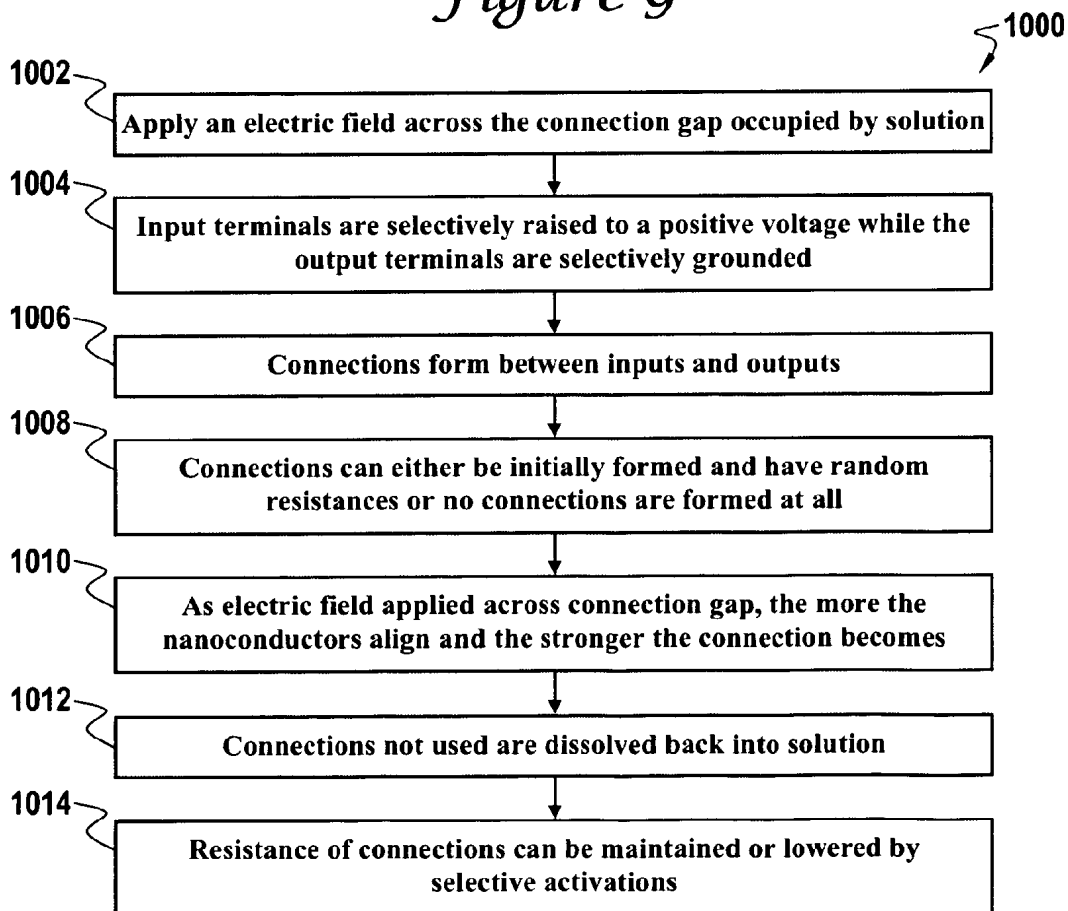 Figure 9
1000
1002
Apply an electric field across the connection gap occupied by solution
1004
Input terminals are selectively raised to a positive voltage while the
output terminals are selectively grounded
1006
Connections form between inputs and outputs
1008
Connections can either be initially formed and have random
resistances or no connections are formed at all
1010
As electric field applied across connection gap, the more the
nanoconductors align and the stronger the connection becomes
1012
Connections not used are dissolved back into solution
1014
Resistance of connections can be maintained or lowered by
selective activations